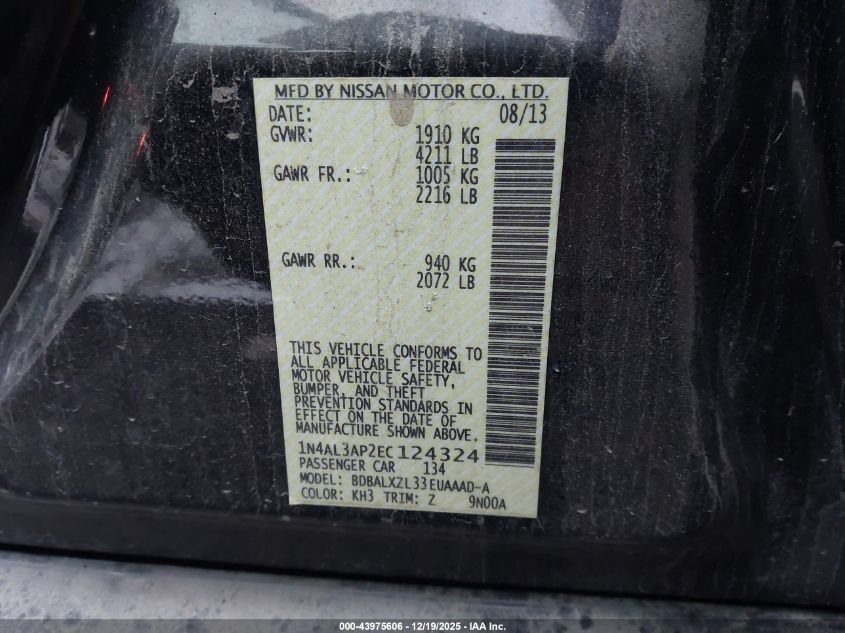 MFD BY NISSAN MOTOR CO., LTD.
DATE: 08/13
GVWR: 1910 KG
4211 LB
GAWR FR.: 1005 KG
2216 LB
GAWR RR.: 940 KG
2072 LB
THIS VEHICLE CONFORMS TO
ALL APPLICABLE FEDERAL
MOTOR VEHICLE SAFETY,
BUMPER, AND THEFT
PREVENTION STANDARDS IN
EFFECT ON THE DATE OF
MANUFACTURE SHOWN ABOVE.
1N4AL3AP2EC124324
PASSENGER CAR 134
MODEL: BDBALXZL33EUAAAD-A
COLOR: KH3 TRIM: Z 9N00A
000-43975606 - 12/19/2025 - IAA Inc.